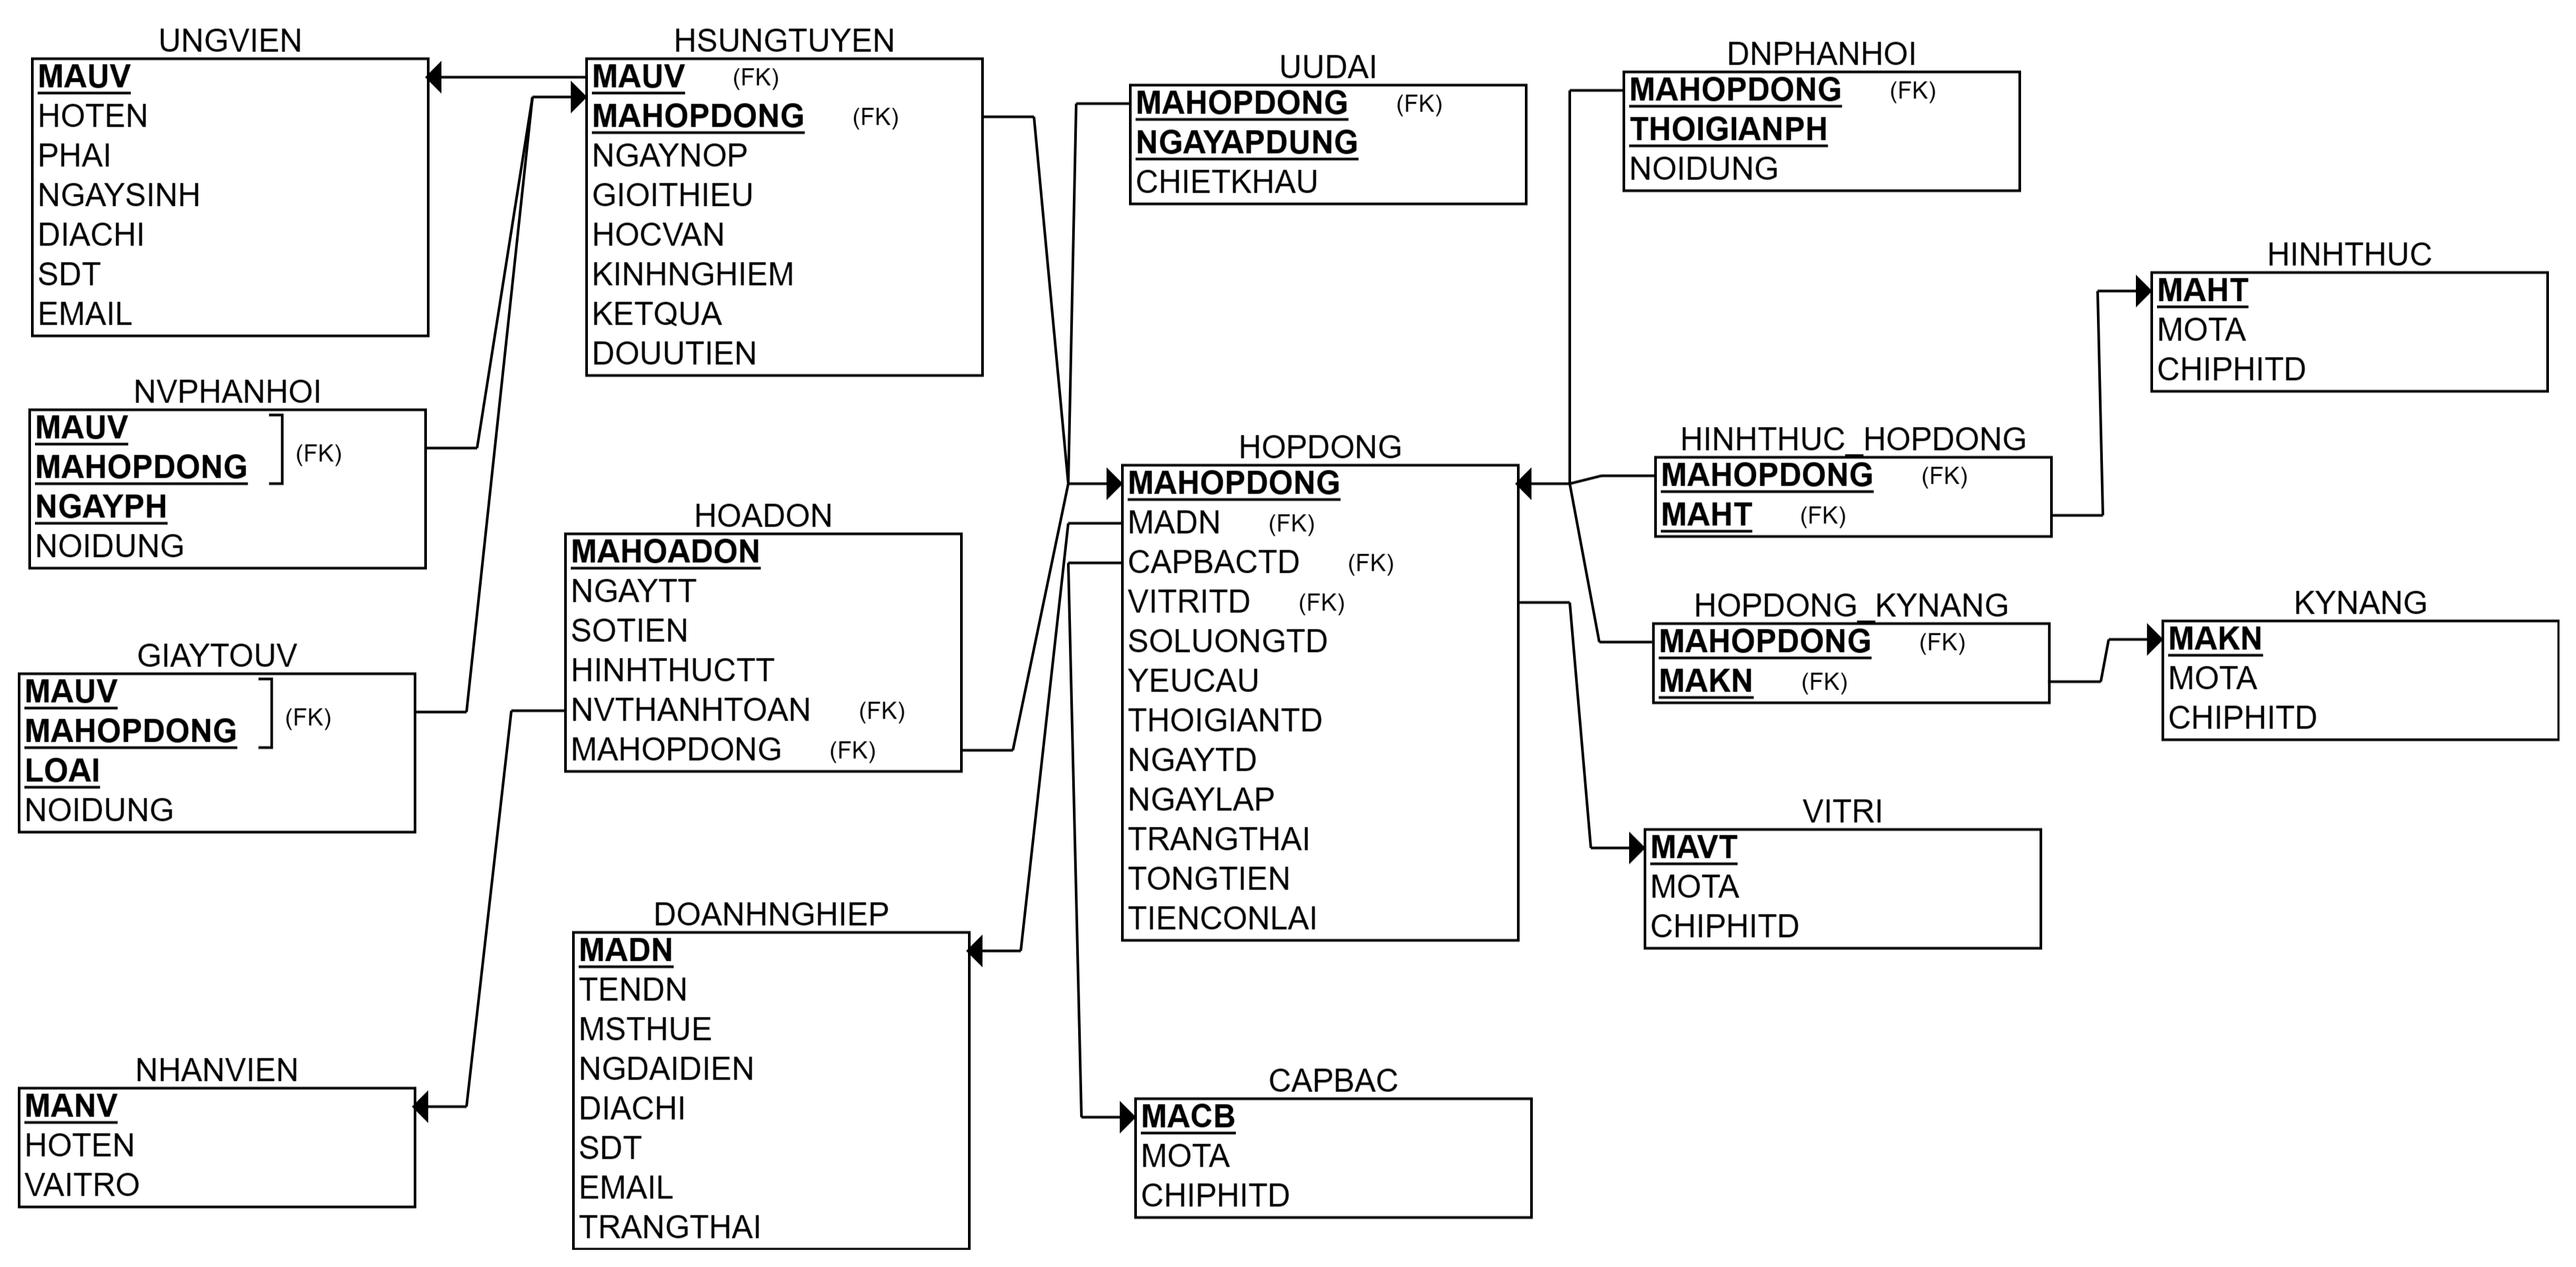 UNGVIEN
MAUV
HOTEN
PHAI
NGAYSINH
DIACHI
SDT
EMAIL
NVPHANHOI
MAUV
MAHOPDONG
(FK)
NGAYPH
NOIDUNG
GIAYTOUV
MAUV
MAHOPDONG
(FK)
LOAI
NOIDUNG
NHANVIEN
MANV
HOTEN
VAITRO
HSUNGTUYEN
MAUV (FK)
MAHOPDONG (FK)
NGAYNOP
GIOITHIEU
HOCVAN
KINHNGHIEM
KETQUA
DOUUTIEN
HOADON
MAHOADON
NGAYTT
SOTIEN
HINHTHUCTT
NVTHANHTOAN (FK)
MAHOPDONG (FK)
DOANHNGHIEP
MADN
TENDN
MSTHUE
NGDAIDIEN
DIACHI
SDT
EMAIL
TRANGTHAI
UUDAI
MAHOPDONG (FK)
NGAYAPDUNG
CHIETKHAU
HOPDONG
MAHOPDONG
MADN (FK)
CAPBACTD (FK)
VITRITD (FK)
SOLUONGTD
YEUCAU
THOIGIANTD
NGAYTD
NGAYLAP
TRANGTHAI
TONGTIEN
TIENCONLAI
CAPBAC
MACB
MOTA
CHIPHITD
DNPHANHOI
MAHOPDONG (FK)
THOIGIANPH
NOIDUNG
HINHTHUC_HOPDONG
MAHOPDONG (FK)
MAHT (FK)
HOPDONG_KYNANG
MAHOPDONG (FK)
MAKN (FK)
VITRI
MAVT
MOTA
CHIPHITD
HINHTHUC
MAHT
MOTA
CHIPHITD
KYNANG
MAKN
MOTA
CHIPHITD